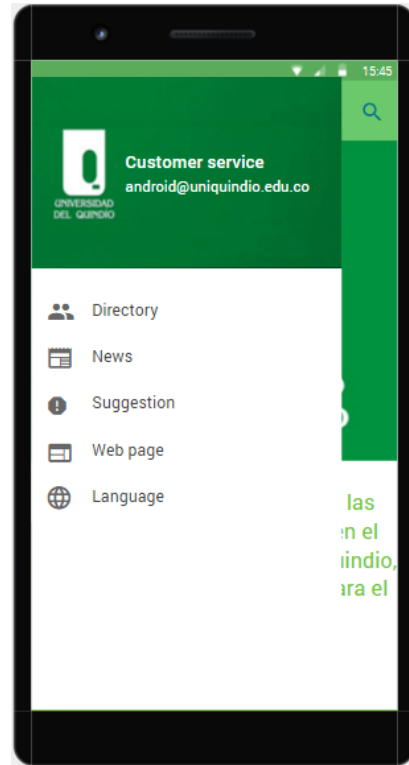 15:45
UNIVERSIDAD
DEL QUINDIO
Customer service
android@uniquindio.edu.co
Directory
News
Suggestion
Web page
Language
las
en el
uindio,
ara el